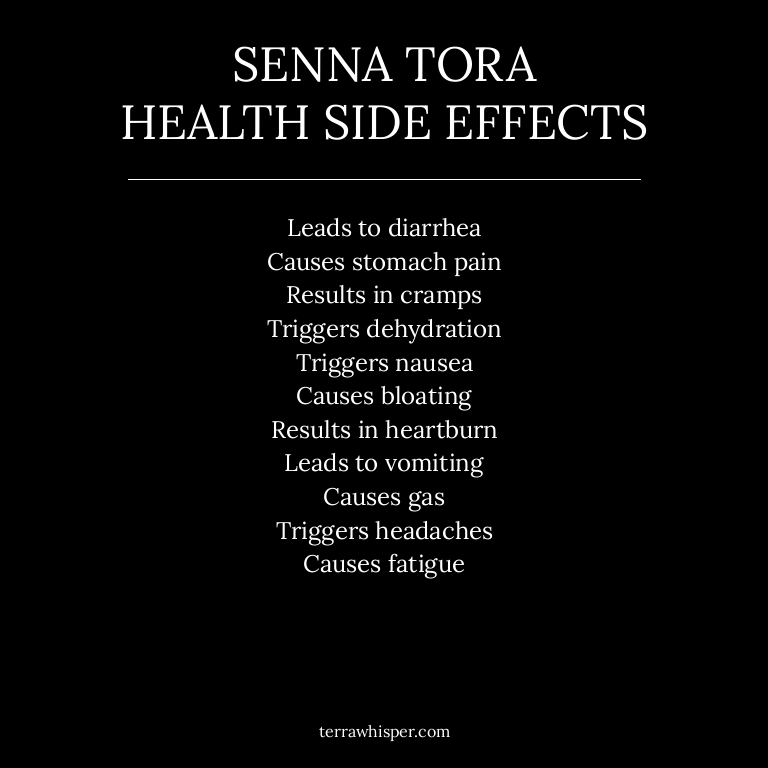 SENNA TORA
HEALTH SIDE EFFECTS
Leads to diarrhea
Causes stomach pain
Results in cramps
Triggers dehydration
Triggers nausea
Causes bloating
Results in heartburn
Leads to vomiting
Causes gas
Triggers headaches
Causes fatigue
terrawhisper.com